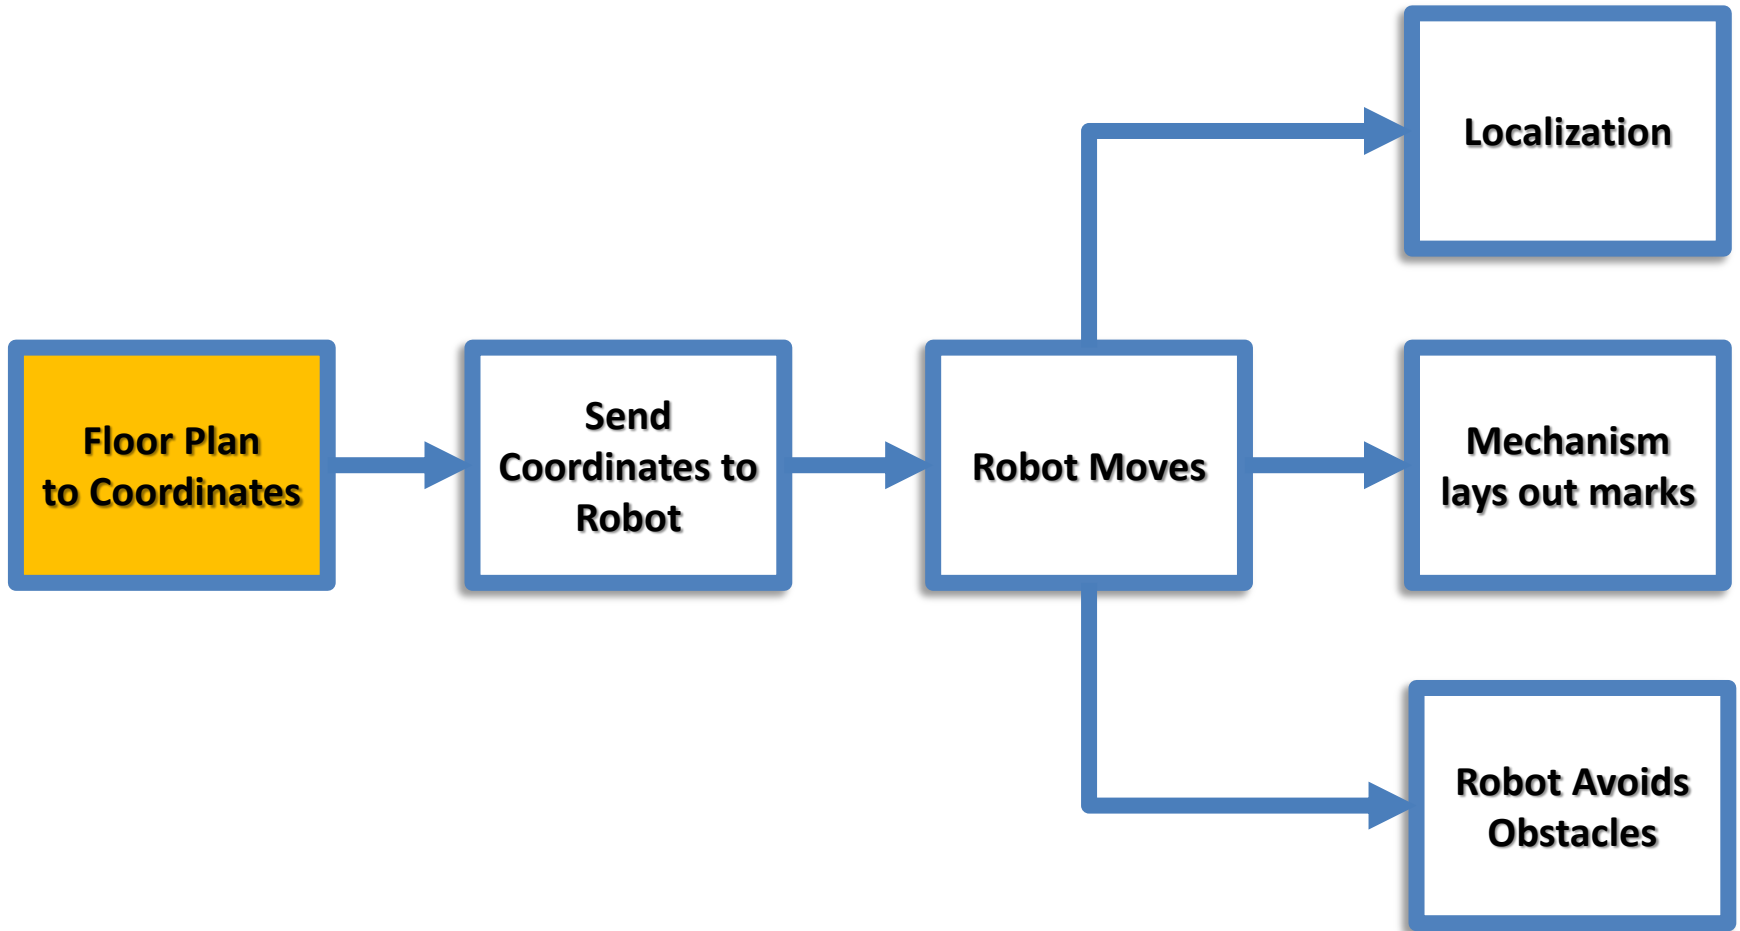 Floor Plan
to Coordinates
Send
Coordinates to
Robot
Robot Moves
Localization
Mechanism
lays out marks
Robot Avoids
Obstacles